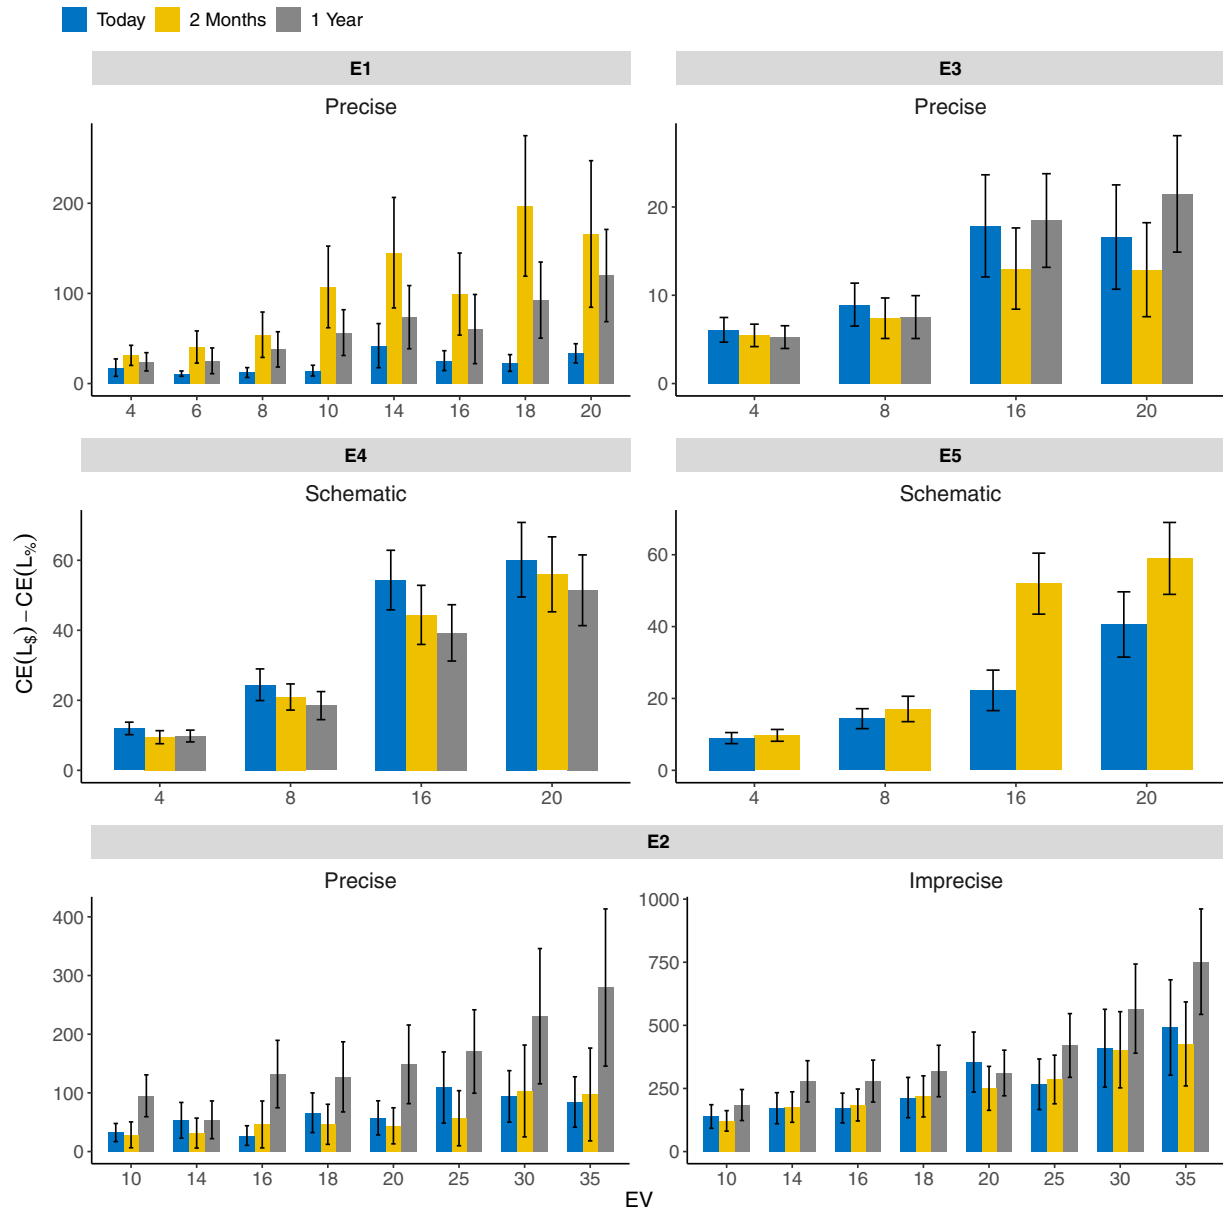 Today 2 Months 1 Year
E1
Precise
200
100
0
4 6 8 10 14 16 18 20
E3
Precise
20
10
0
4 8 16 20
E4
Schematic
60
40
20
0
4 8 16 20
E5
Schematic
60
40
20
0
4 8 16 20
CE(L$) − CE(L%)
E2
Precise
400
300
200
100
0
10 14 16 18 20 25 30 35
Imprecise
1000
750
500
250
0
10 14 16 18 20 25 30 35
EV